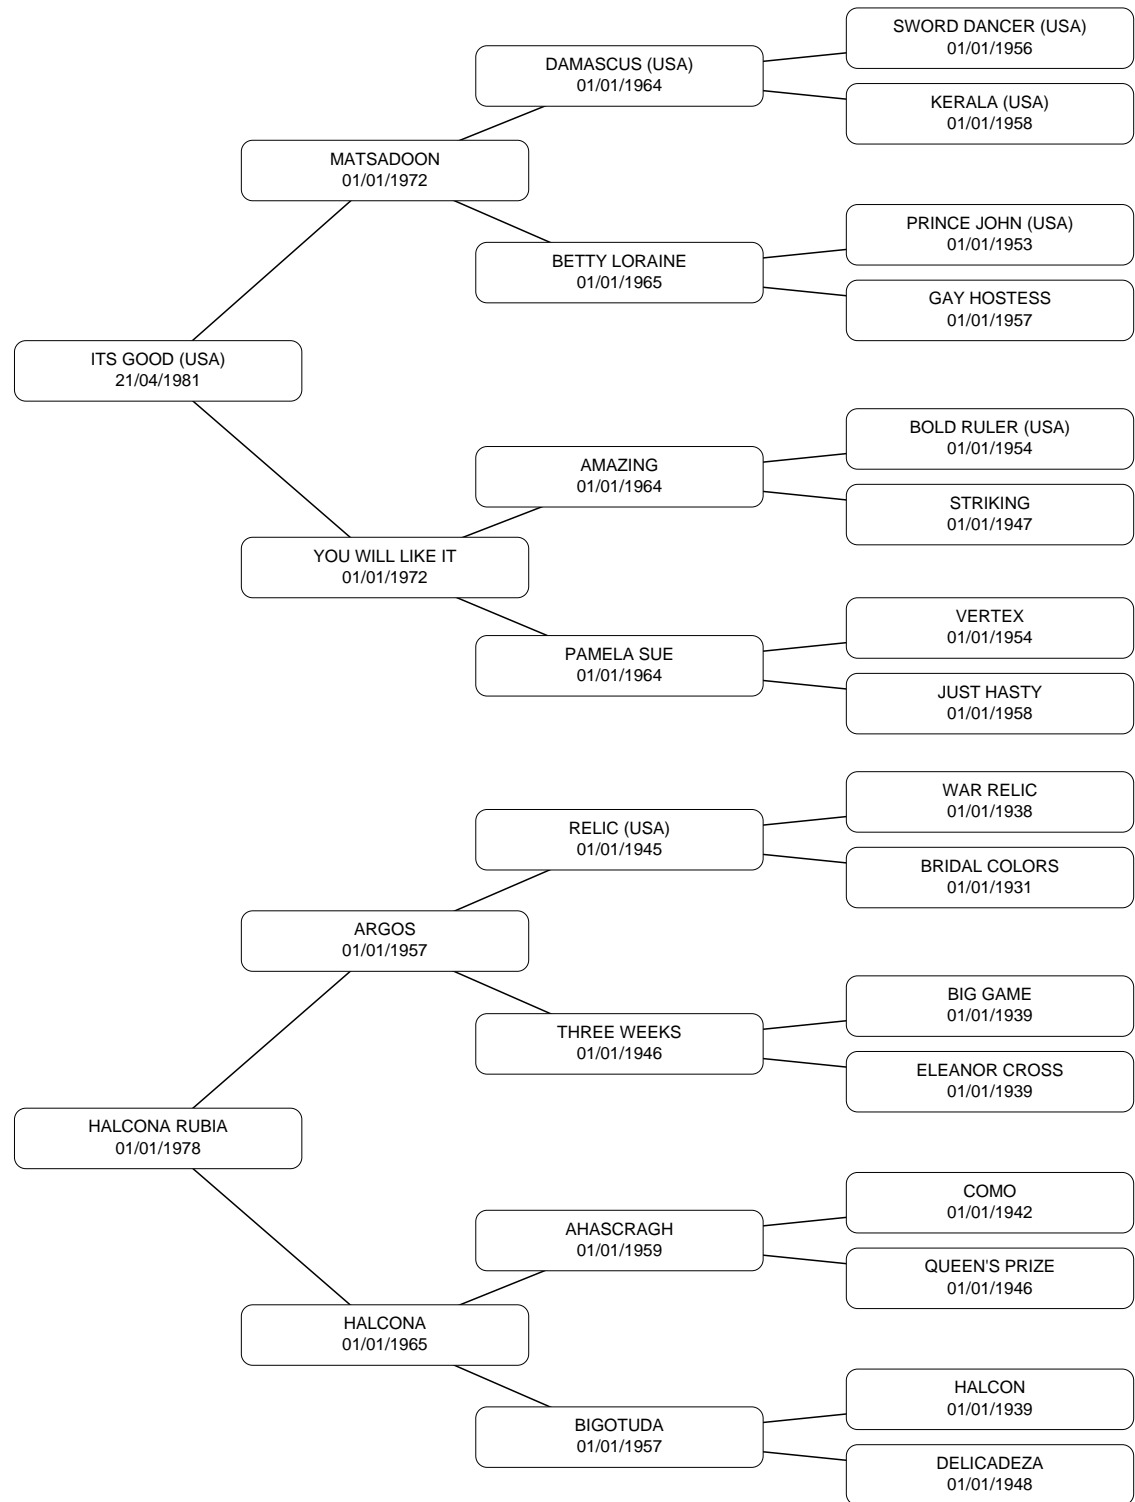 SWORD DANCER (USA)
01/01/1956
DAMASCUS (USA)
01/01/1964
KERALA (USA)
01/01/1958
MATSADOON
01/01/1972
PRINCE JOHN (USA)
01/01/1953
BETTY LORAINE
01/01/1965
GAY HOSTESS
01/01/1957
ITS GOOD (USA)
21/04/1981
BOLD RULER (USA)
01/01/1954
AMAZING
01/01/1964
STRIKING
01/01/1947
YOU WILL LIKE IT
01/01/1972
VERTEX
01/01/1954
PAMELA SUE
01/01/1964
JUST HASTY
01/01/1958
WAR RELIC
01/01/1938
RELIC (USA)
01/01/1945
BRIDAL COLORS
01/01/1931
ARGOS
01/01/1957
BIG GAME
01/01/1939
THREE WEEKS
01/01/1946
ELEANOR CROSS
01/01/1939
HALCONA RUBIA
01/01/1978
COMO
01/01/1942
AHASCRAGH
01/01/1959
QUEEN'S PRIZE
01/01/1946
HALCONA
01/01/1965
HALCON
01/01/1939
BIGOTUDA
01/01/1957
DELICADEZA
01/01/1948